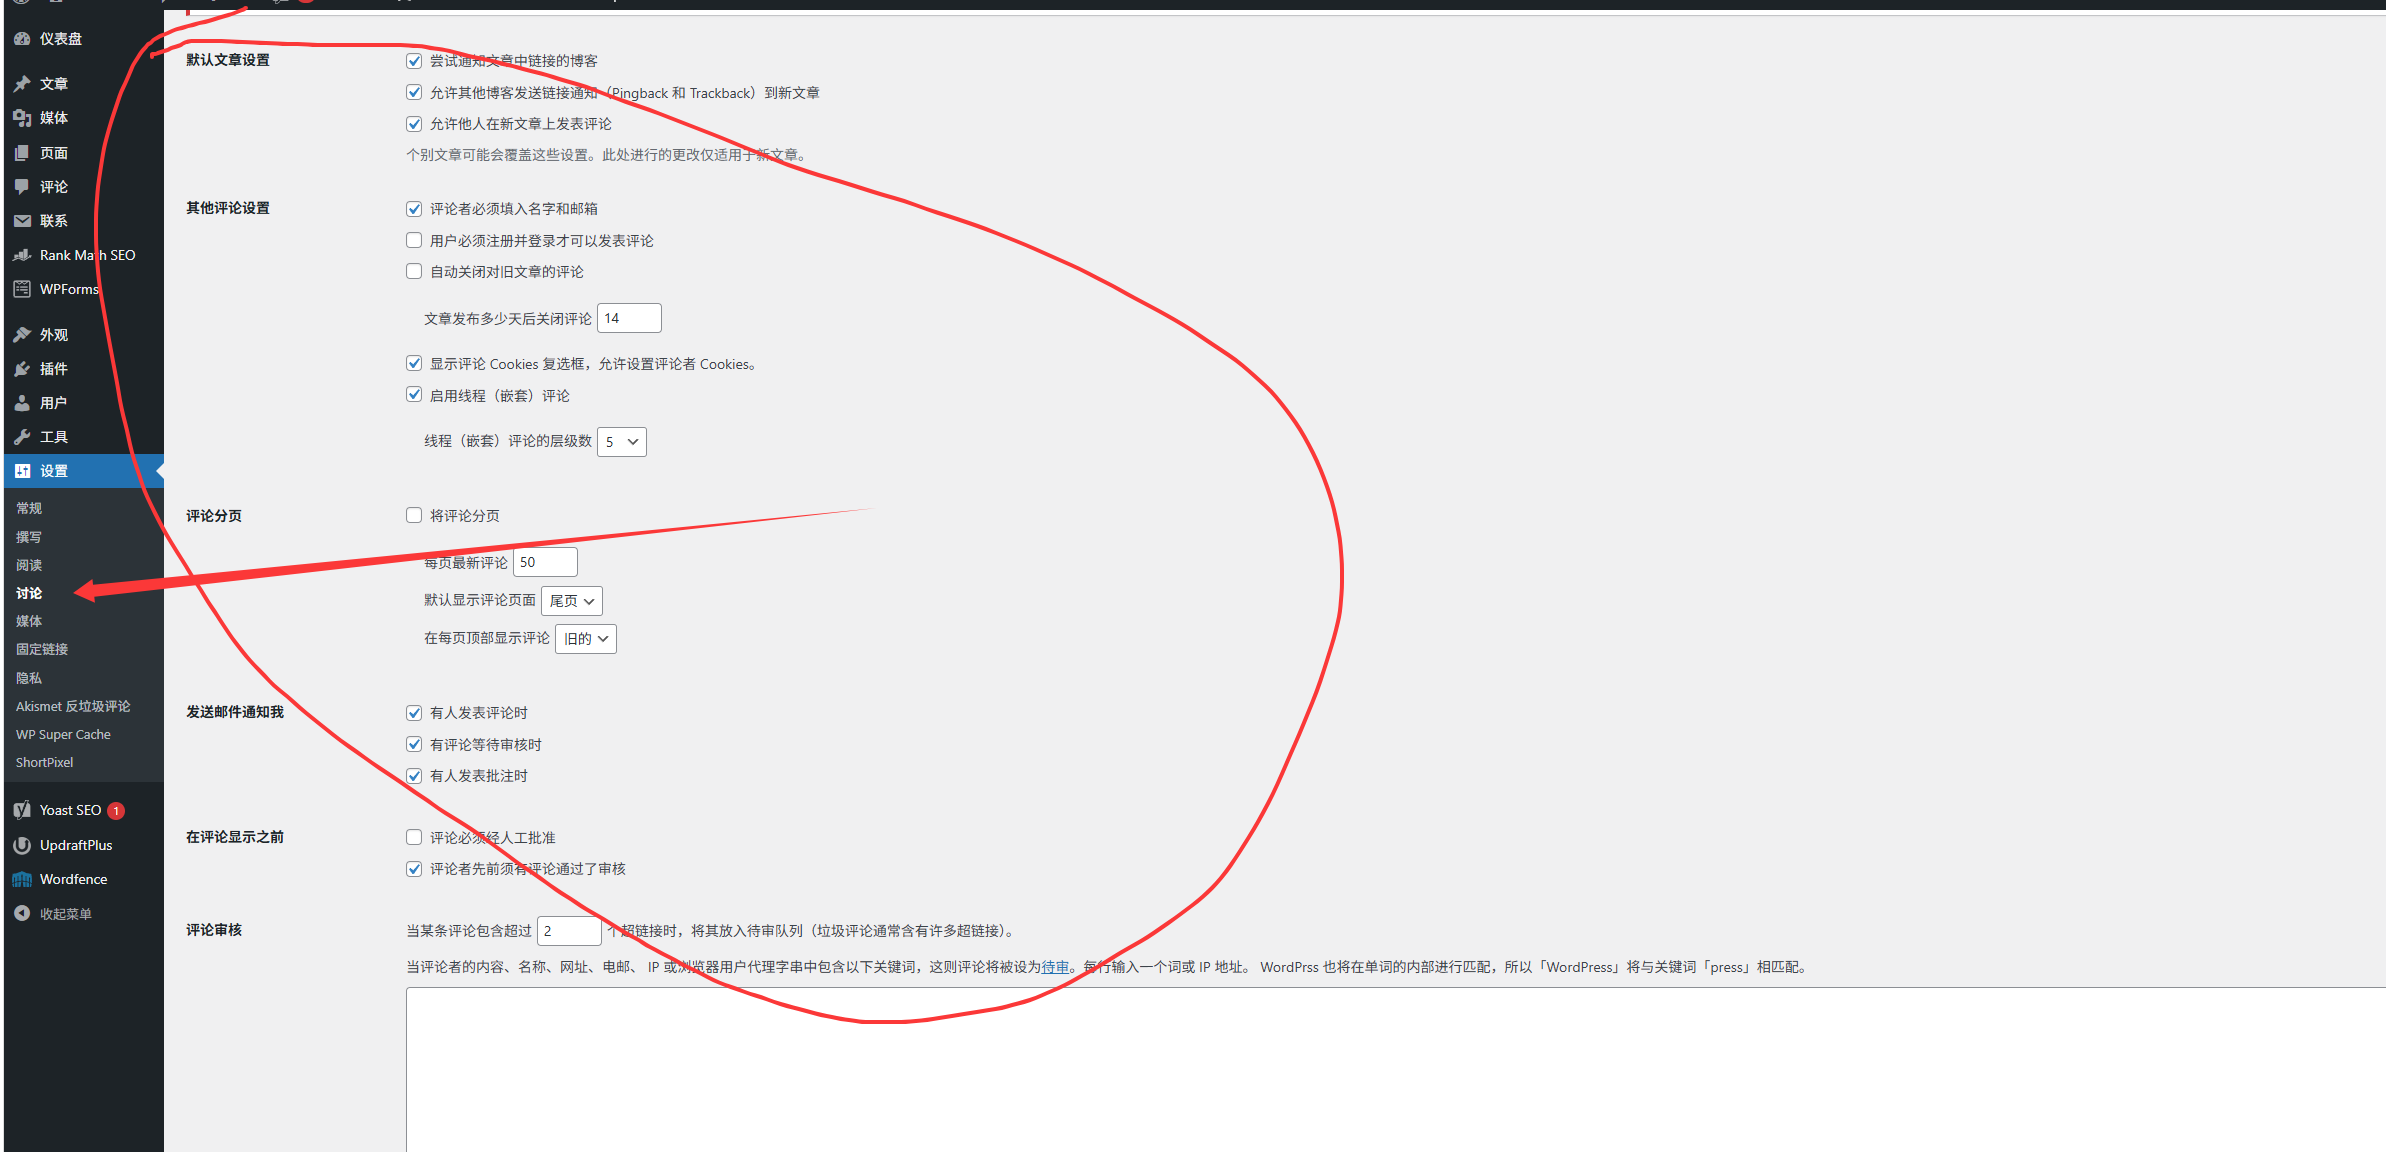 仪表盘
文章
媒体
页面
评论
联系
Rank Math SEO
WPForms
外观
插件
用户
工具
设置
常规
撰写
阅读
讨论
媒体
固定链接
隐私
Akismet 反垃圾评论
WP Super Cache
ShortPixel
Yoast SEO 1
UpdraftPlus
Wordfence
收起菜单
默认文章设置
尝试通知文章中链接的博客
允许其他博客发送链接通知（Pingback 和 Trackback）到新文章
允许他人在新文章上发表评论
个别文章可能会覆盖这些设置。此处进行的更改仅适用于新文章。
其他评论设置
评论者必须填入名字和邮箱
用户必须注册并登录才可以发表评论
自动关闭对旧文章的评论
文章发布多少天后关闭评论 14
显示评论 Cookies 复选框，允许设置评论者 Cookies。
启用线程（嵌套）评论
线程（嵌套）评论的层级数 5
评论分页
将评论分页
每页最新评论 50
默认显示评论页面 尾页
在每页顶部显示评论 旧的
发送邮件通知我
有人发表评论时
有评论等待审核时
有人发表批注时
在评论显示之前
评论必须经人工批准
评论者先前须有评论通过了审核
评论审核
当某条评论包含超过 2 个超链接时，将其放入待审队列（垃圾评论通常含有许多超链接）。
当评论者的内容、名称、网址、电邮、 IP 或浏览器用户代理字串中包含以下关键词，这则评论将被设为待审。每行输入一个词或 IP 地址。 WordPrss 也将在单词的内部进行匹配，所以「WordPress」将与关键词「press」相匹配。